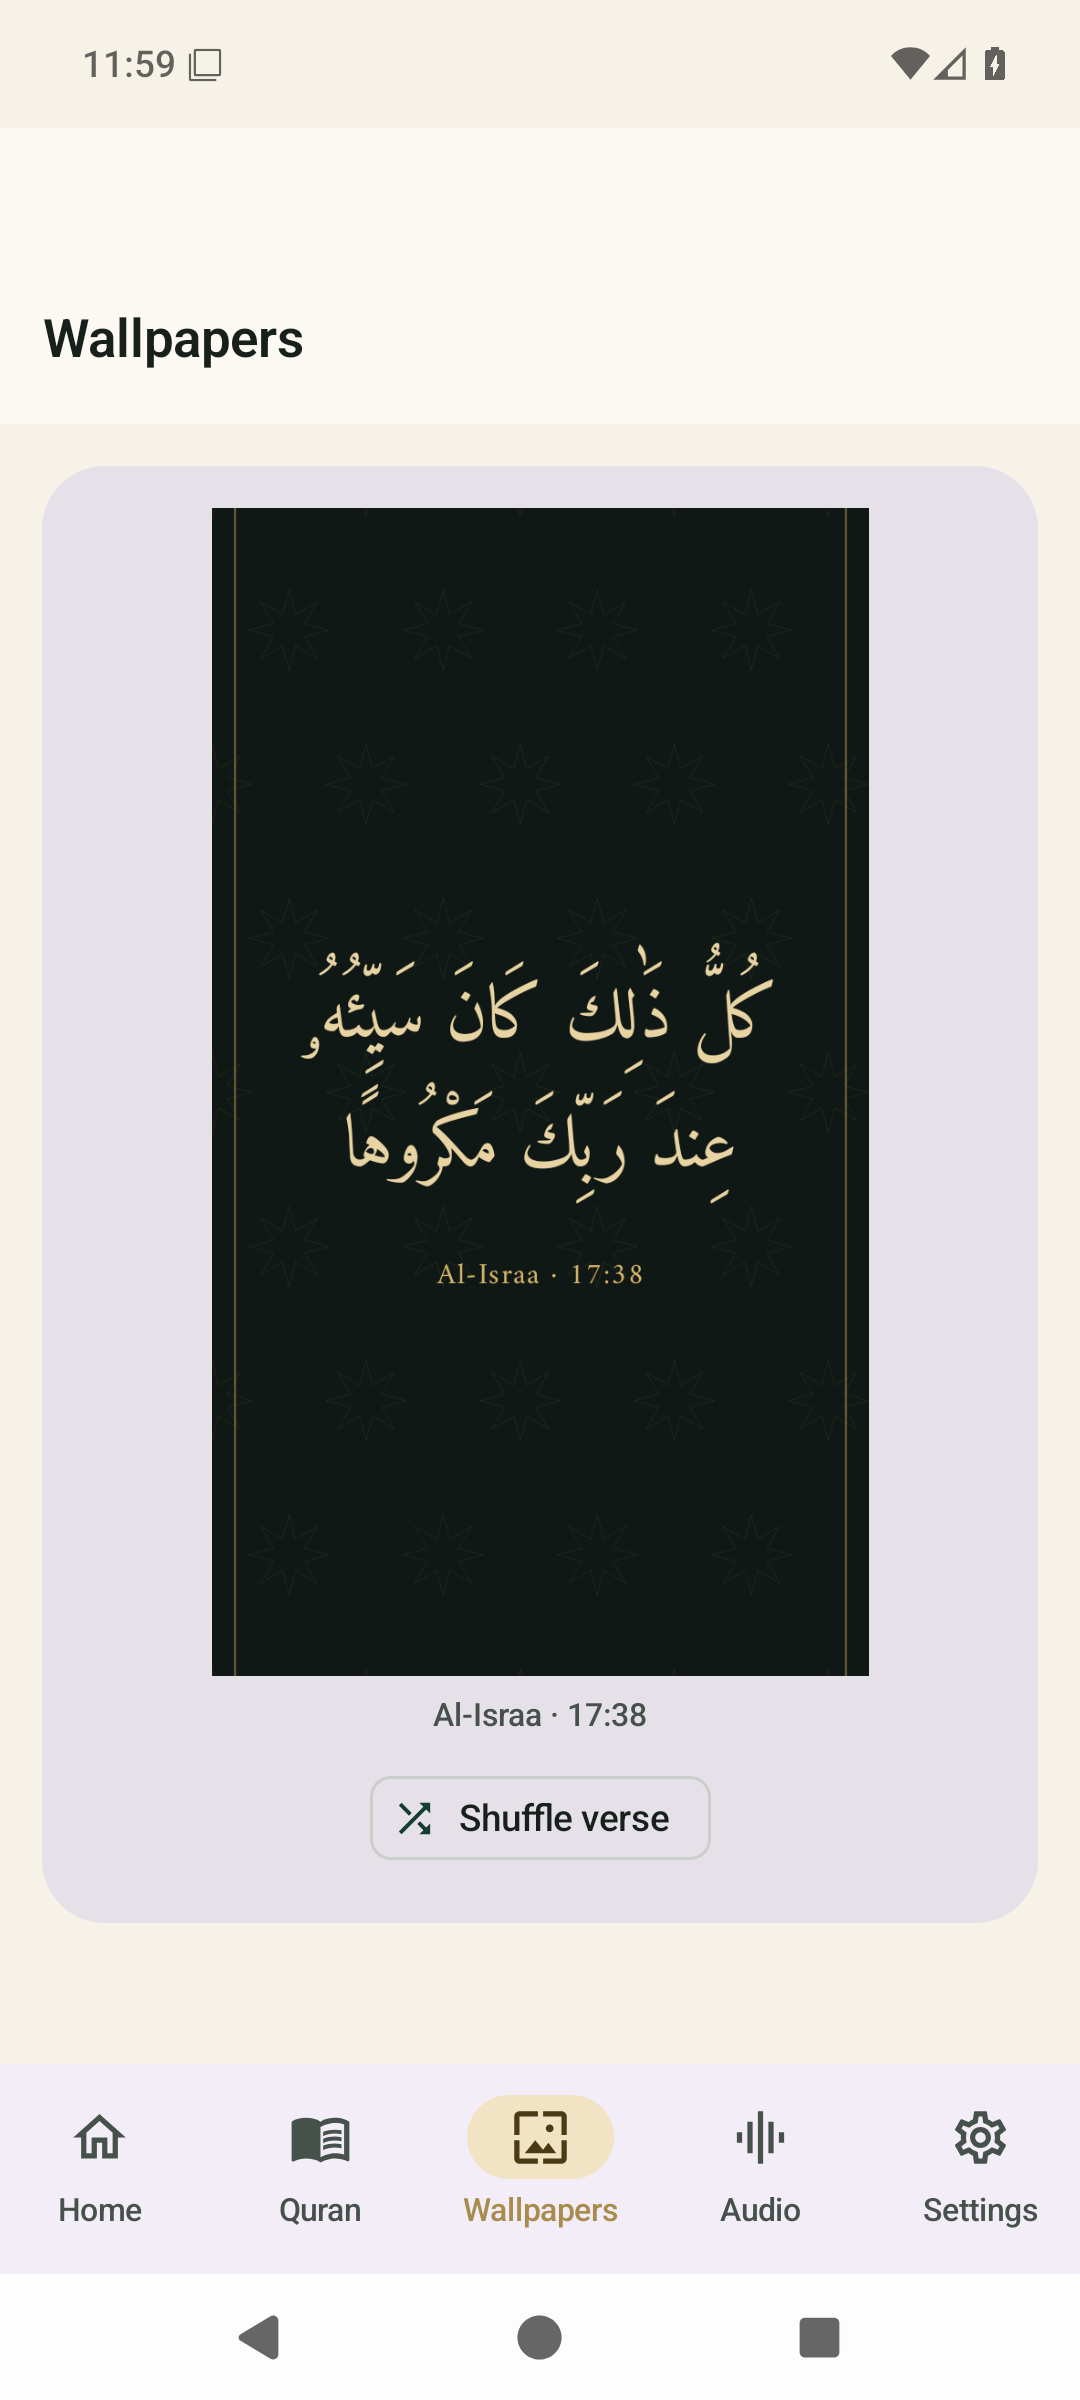 11:59
Wallpapers
كُلُّ ذَٰلِكَ كَانَ سَيِّئُهُۥ
عِندَ رَبِّكَ مَكْرُوهًا
Al-Israa · 17:38
Al-Israa · 17:38
Shuffle verse
Home
Quran
Wallpapers
Audio
Settings